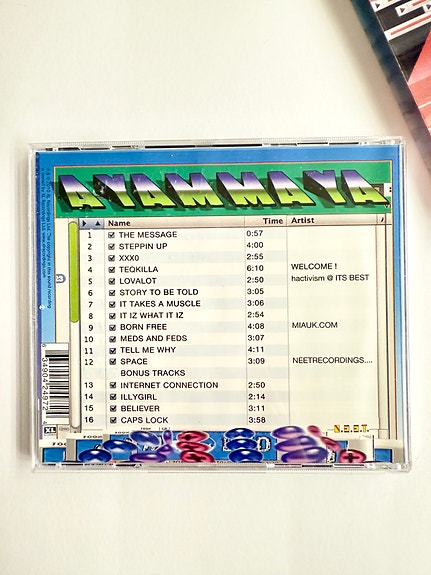 AYAMMAYA
Name Time Artist
1 THE MESSAGE 0:57
2 STEPPIN UP 4:00
3 XXX0 2:55
4 TEQKILLA 6:10 WELCOME !
5 LOVALOT 2:50 hactivism @ ITS BEST
6 STORY TO BE TOLD 3:05
7 IT TAKES A MUSCLE 3:06
8 IT IZ WHAT IT IZ 2:54
9 BORN FREE 4:08 MIAUK.COM
10 MEDS AND FEDS 3:07
11 TELL ME WHY 4:11
12 SPACE 3:09 NEETRECORDINGS....
BONUS TRACKS
13 INTERNET CONNECTION 2:50
14 ILLYGIRL 2:14
15 BELIEVER 3:11
16 CAPS LOCK 3:58
N.E.E.T.
XL
6 34904 24972 4